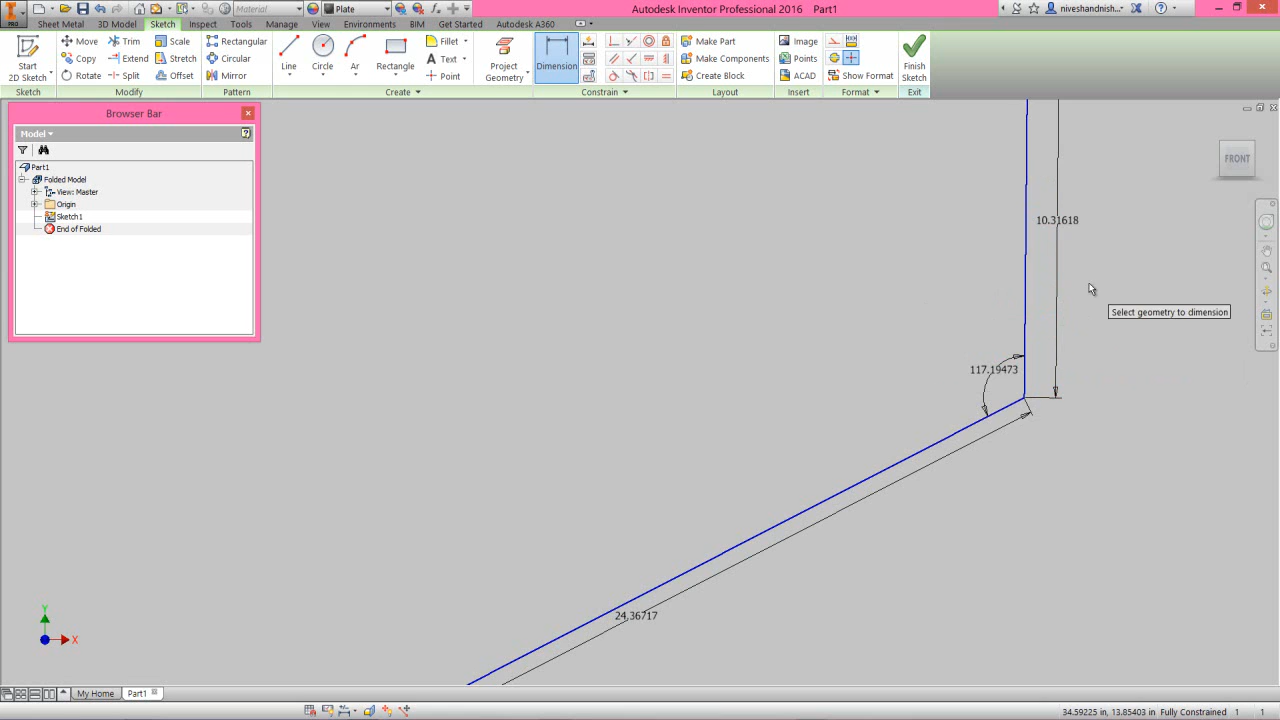 PRO
Material
Plate
fx
Autodesk Inventor Professional 2016 Part1
niveshandnish...
Sheet Metal 3D Model Sketch Inspect Tools Manage View Environments BIM Get Started Autodesk A360
Start
2D Sketch
Move
Copy
Rotate
Trim
Extend
Split
Scale
Stretch
Offset
Rectangular
Circular
Mirror
Line
Circle
Arc
Rectangle
Fillet
Text
Point
Project
Geometry
Dimension
Make Part
Make Components
Create Block
Image
Points
ACAD
Show Format
Finish
Sketch
Sketch Modify Pattern Create Constrain Layout Insert Format Exit
Browser Bar
Model
Part1
Folded Model
View: Master
Origin
Sketch1
End of Folded
FRONT
10.31618
Select geometry to dimension
117.19473
24.36717
Y
X
My Home Part1
34.59225 in, 13.85403 in Fully Constrained 1 1